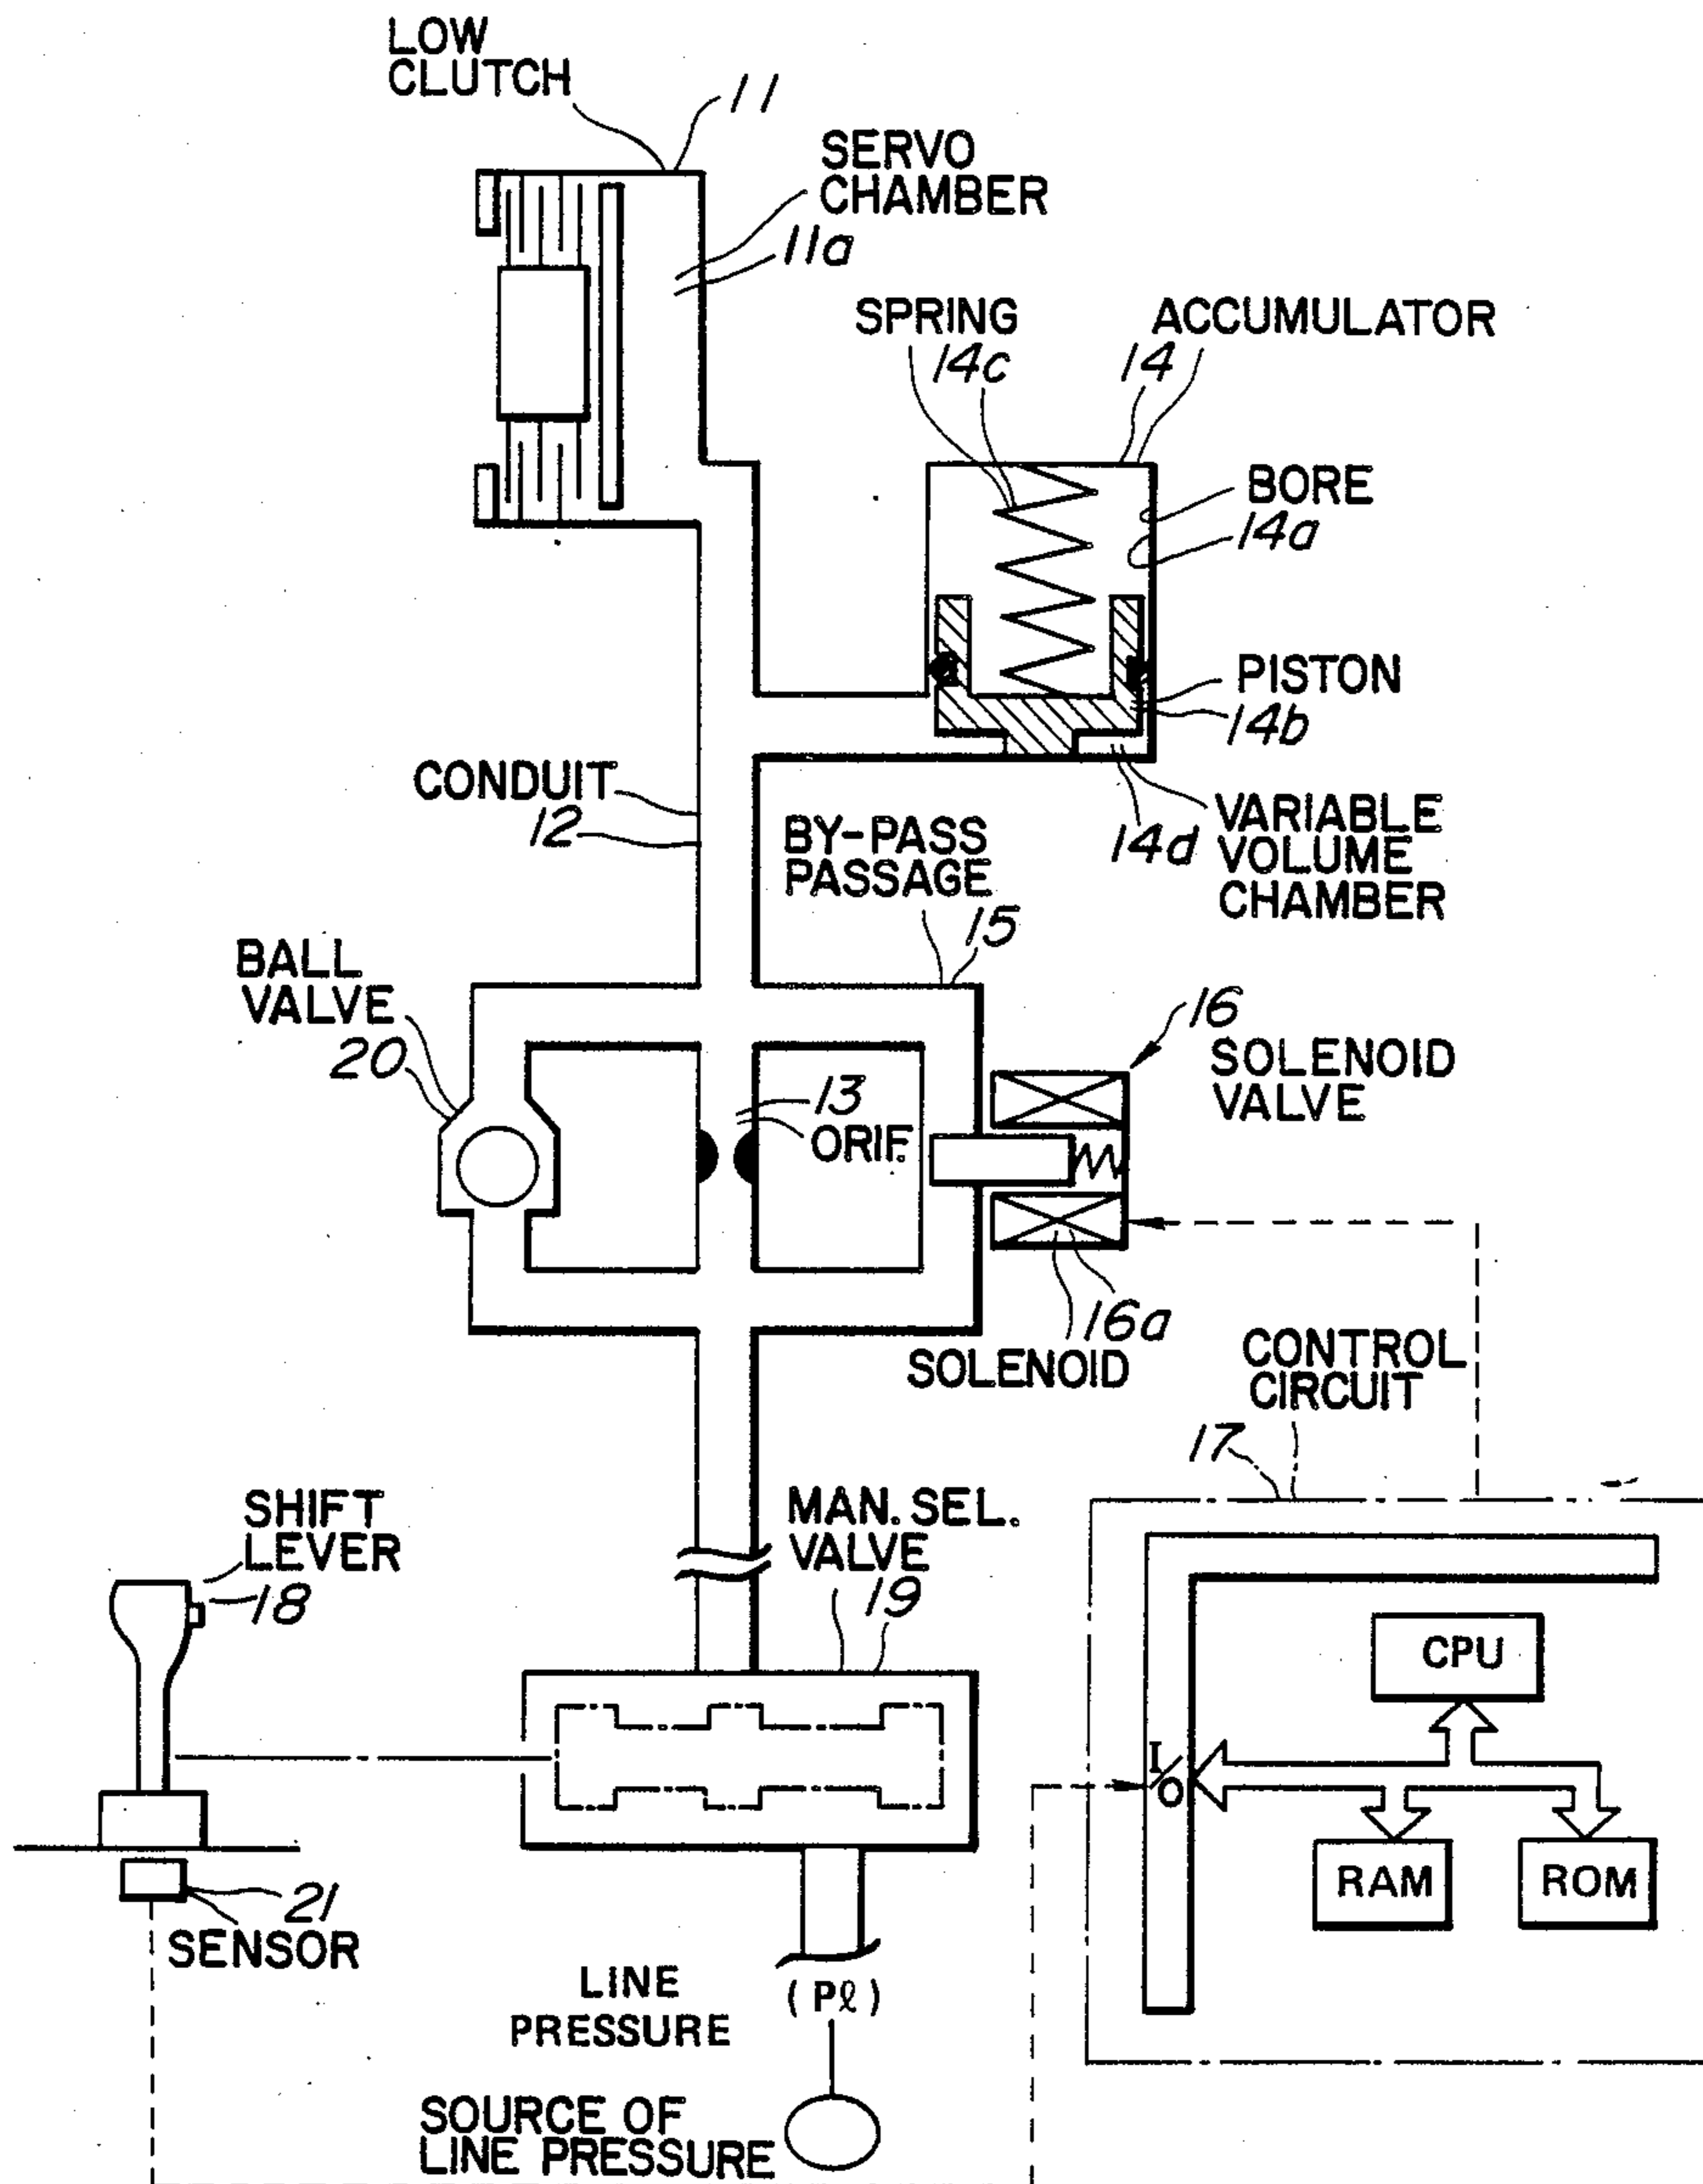 LOW
CLUTCH
11
SERVO
CHAMBER
11a
SPRING
14c
ACCUMULATOR
14
BORE
14a
PISTON
14b
CONDUIT
12
BY-PASS
PASSAGE
15
14d
VARIABLE
VOLUME
CHAMBER
BALL
VALVE
20
16
SOLENOID
VALVE
13
ORIF.
16a
SOLENOID
CONTROL
CIRCUIT
17
SHIFT
LEVER
18
MAN. SEL.
VALVE
19
CPU
I/O
RAM
ROM
21
SENSOR
LINE
PRESSURE
(Pℓ)
SOURCE OF
LINE PRESSURE